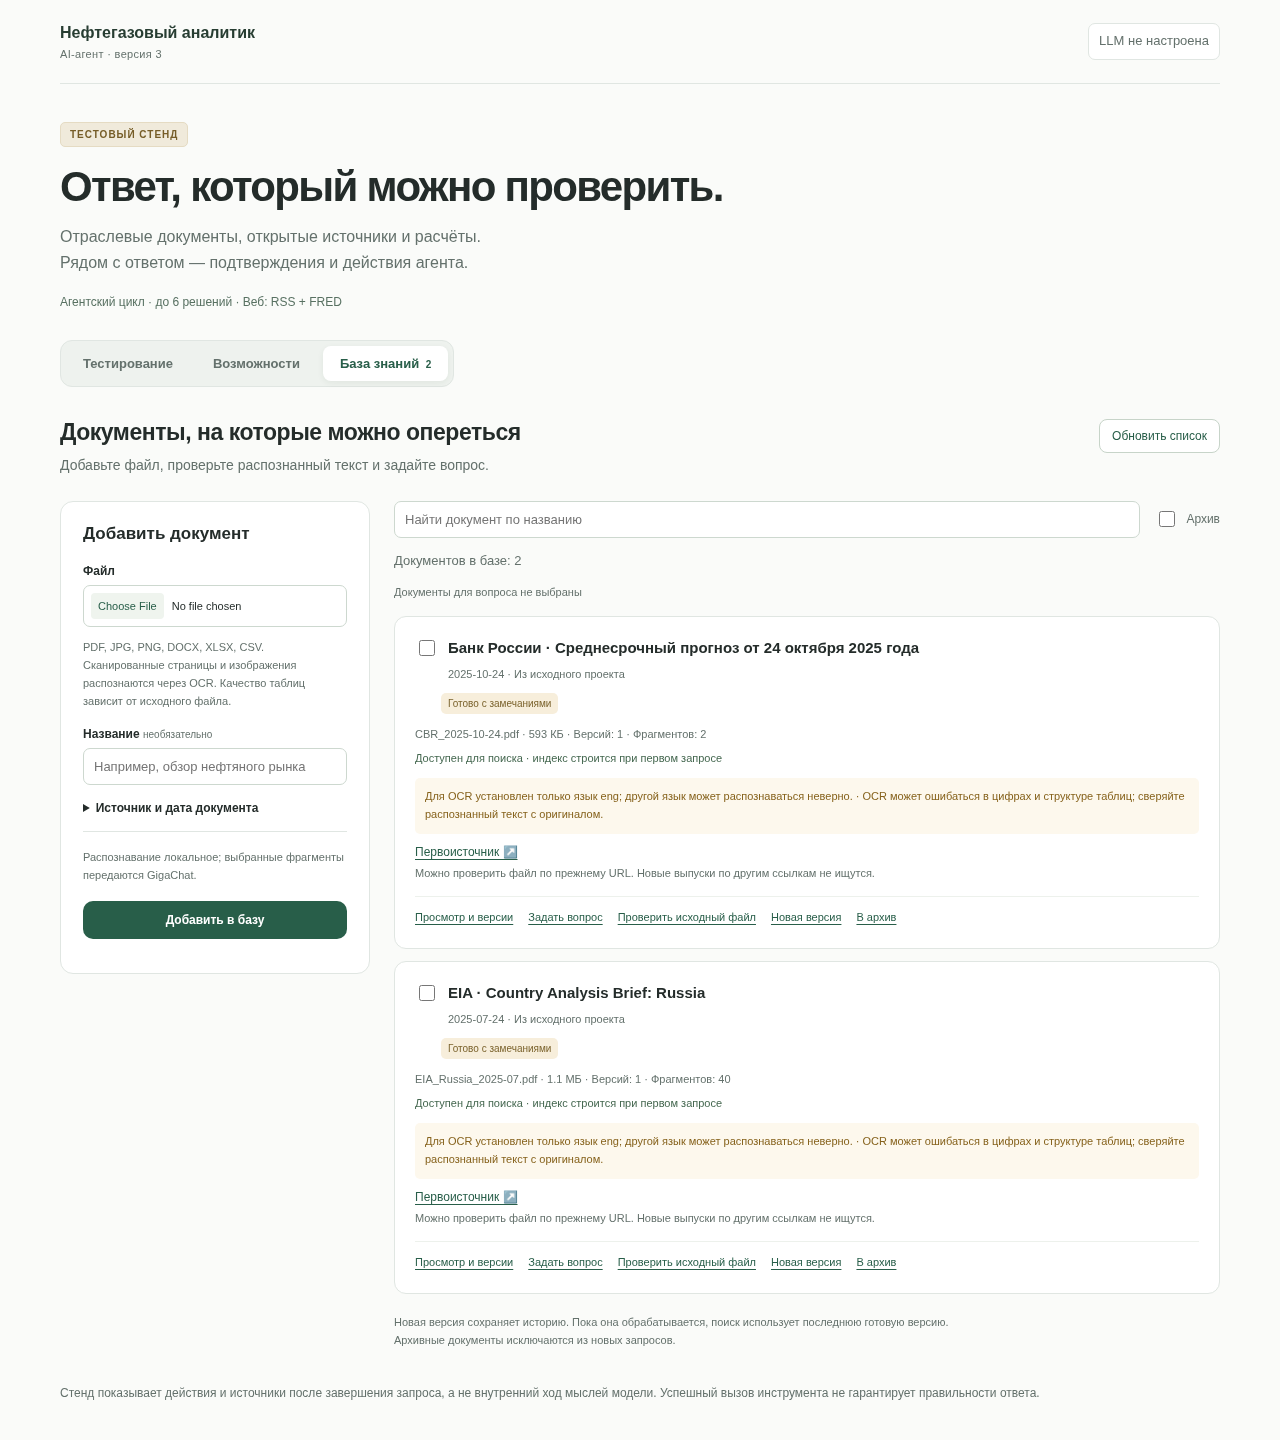 Нефтегазовый аналитик
AI-агент · версия 3
LLM не настроена
ТЕСТОВЫЙ СТЕНД
Ответ, который можно проверить.
Отраслевые документы, открытые источники и расчёты.
Рядом с ответом — подтверждения и действия агента.
Агентский цикл · до 6 решений · Веб: RSS + FRED
Тестирование
Возможности
База знаний 2
Документы, на которые можно опереться
Обновить список
Добавьте файл, проверьте распознанный текст и задайте вопрос.
Добавить документ
Файл
Choose File No file chosen
PDF, JPG, PNG, DOCX, XLSX, CSV.
Сканированные страницы и изображения
распознаются через OCR. Качество таблиц
зависит от исходного файла.
Название необязательно
Например, обзор нефтяного рынка
Источник и дата документа
Распознавание локальное; выбранные фрагменты
передаются GigaChat.
Добавить в базу
Найти документ по названию
Архив
Документов в базе: 2
Документы для вопроса не выбраны
Банк России · Среднесрочный прогноз от 24 октября 2025 года
2025-10-24 · Из исходного проекта
Готово с замечаниями
CBR_2025-10-24.pdf · 593 КБ · Версий: 1 · Фрагментов: 2
Доступен для поиска · индекс строится при первом запросе
Для OCR установлен только язык eng; другой язык может распознаваться неверно. · OCR может ошибаться в цифрах и структуре таблиц; сверяйте
распознанный текст с оригиналом.
Первоисточник ↗
Можно проверить файл по прежнему URL. Новые выпуски по другим ссылкам не ищутся.
Просмотр и версии Задать вопрос Проверить исходный файл Новая версия В архив
EIA · Country Analysis Brief: Russia
2025-07-24 · Из исходного проекта
Готово с замечаниями
EIA_Russia_2025-07.pdf · 1.1 МБ · Версий: 1 · Фрагментов: 40
Доступен для поиска · индекс строится при первом запросе
Для OCR установлен только язык eng; другой язык может распознаваться неверно. · OCR может ошибаться в цифрах и структуре таблиц; сверяйте
распознанный текст с оригиналом.
Первоисточник ↗
Можно проверить файл по прежнему URL. Новые выпуски по другим ссылкам не ищутся.
Просмотр и версии Задать вопрос Проверить исходный файл Новая версия В архив
Новая версия сохраняет историю. Пока она обрабатывается, поиск использует последнюю готовую версию.
Архивные документы исключаются из новых запросов.
Стенд показывает действия и источники после завершения запроса, а не внутренний ход мыслей модели. Успешный вызов инструмента не гарантирует правильности ответа.